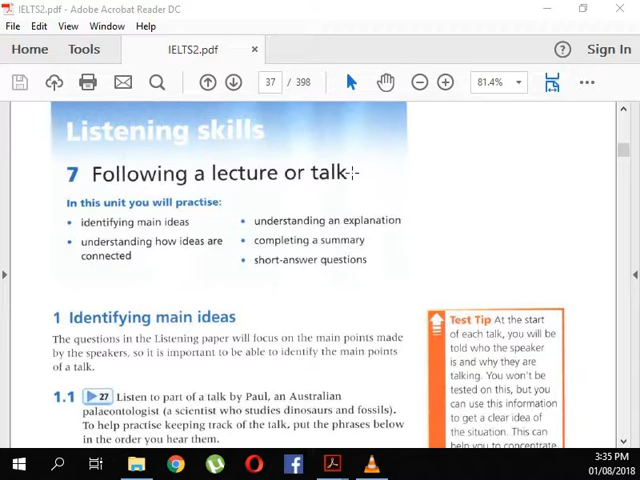 IELTS2.pdf - Adobe Acrobat Reader DC
File Edit View Window Help
Home Tools IELTS2.pdf × ? Sign In
37 / 398 81.4%
Listening skills
7 Following a lecture or talk
In this unit you will practise:
• identifying main ideas
• understanding how ideas are
connected
• understanding an explanation
• completing a summary
• short-answer questions
1 Identifying main ideas
The questions in the Listening paper will focus on the main points made
by the speakers, so it is important to be able to identify the main points
of a talk.
1.1 27 Listen to part of a talk by Paul, an Australian
palaeontologist (a scientist who studies dinosaurs and fossils).
To help practise keeping track of the talk, put the phrases below
in the order you hear them.
Test Tip At the start
of each talk, you will be
told who the speaker
is and why they are
talking. You won't be
tested on this, but you
can use this information
to get a clear idea of
the situation. This can
help you to concentrate
3:35 PM
01/08/2018